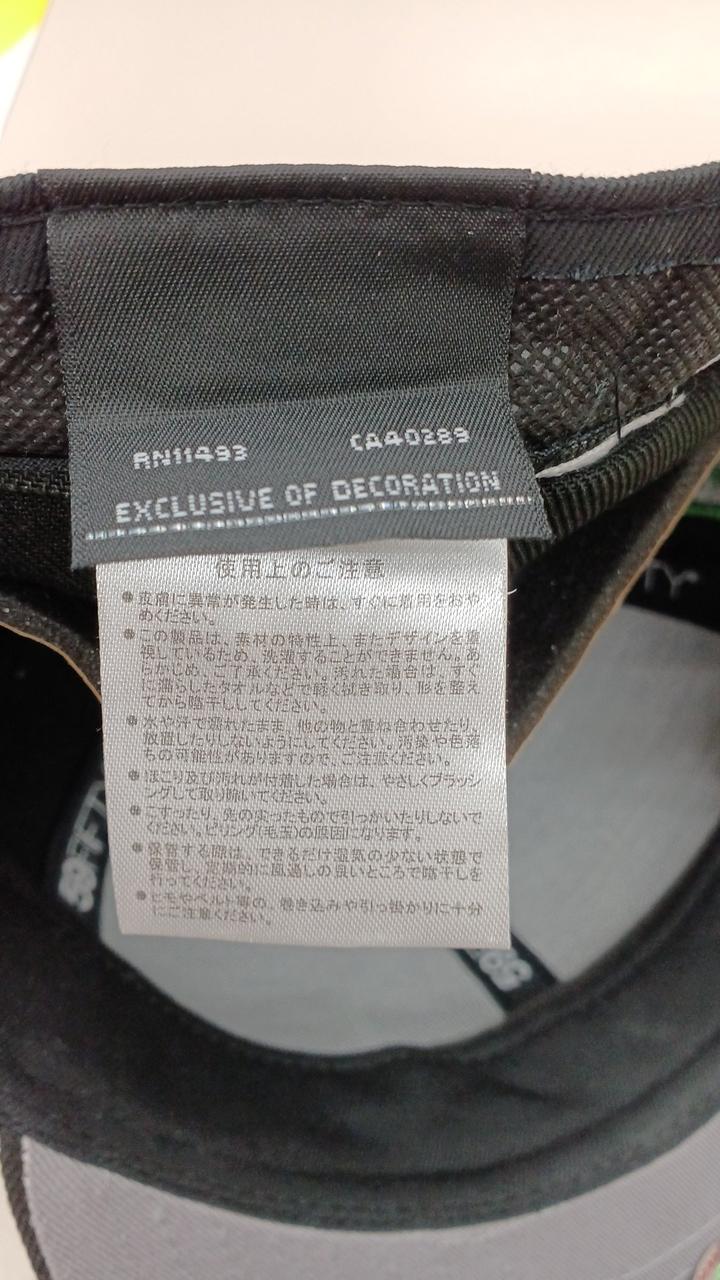 RN11493 CA40289
EXCLUSIVE OF DECORATION
使用上のご注意
●皮膚に異常が発生した時は、すぐに着用をおや
めください。
●この製品は、素材の特性上、またデザインを重
視しているため、洗濯することができません。あ
らかじめ、ご了承ください。汚れた場合は、すぐ
に濡らしたタオルなどで軽く拭き取り、形を整え
てから陰干ししてください。
●水や汗で濡れたまま、他の物と重ね合わせたり、
放置したりしないようにしてください。汚染や色落
ちの可能性がありますので、ご注意ください。
●ほこり及び汚れが付着した場合は、やさしくブラッシ
ングして取り除いてください。
●こすったり、先の尖ったもので引っかいたりしないで
ください。ピリング(毛玉)の原因になります。
●保管する際は、できるだけ湿気の少ない状態で
保管し、定期的に風通しの良いところで陰干しを
行ってください。
●ヒモやベルト等の、巻き込みや引っ掛かりに十分
にご注意ください。